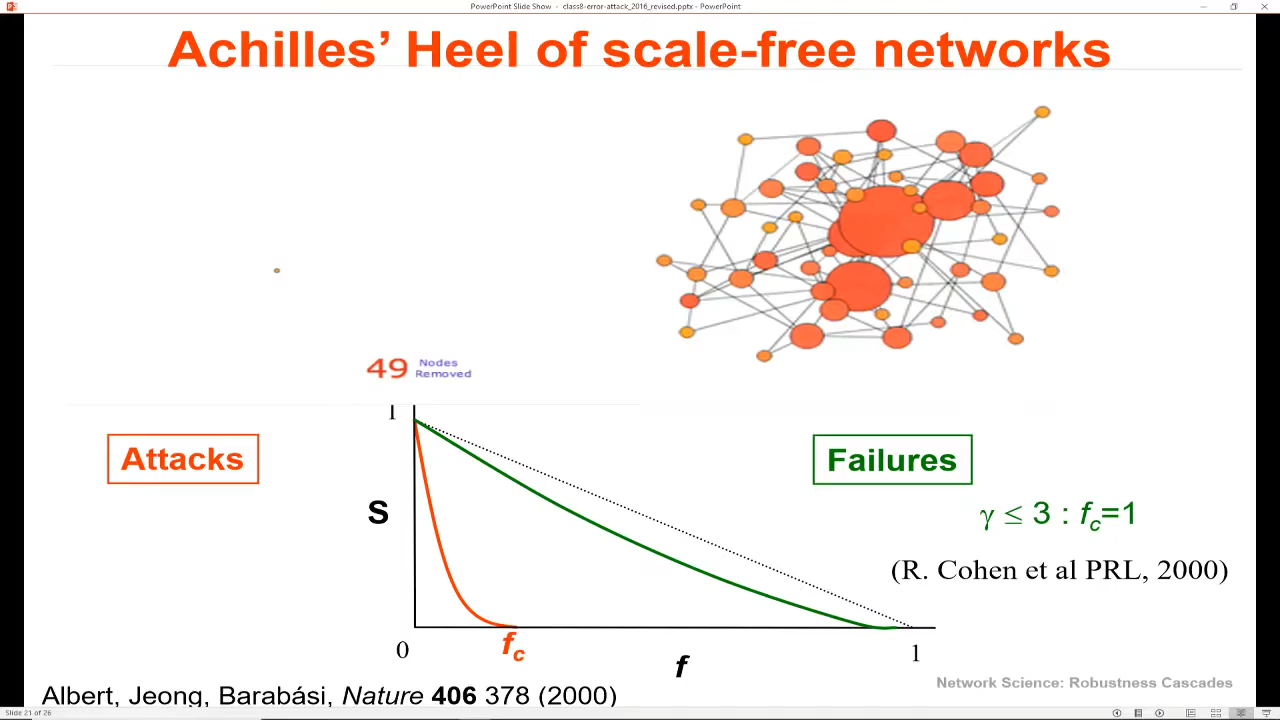 PowerPoint Slide Show - class8-error-attack_2016_revised.pptx - PowerPoint
Achilles’ Heel of scale-free networks
49 Nodes Removed
Attacks
Failures
1
S
γ ≤ 3 : fc=1
(R. Cohen et al PRL, 2000)
0
fc
f
1
Albert, Jeong, Barabási, Nature 406 378 (2000)
Network Science: Robustness Cascades
Slide 21 of 26